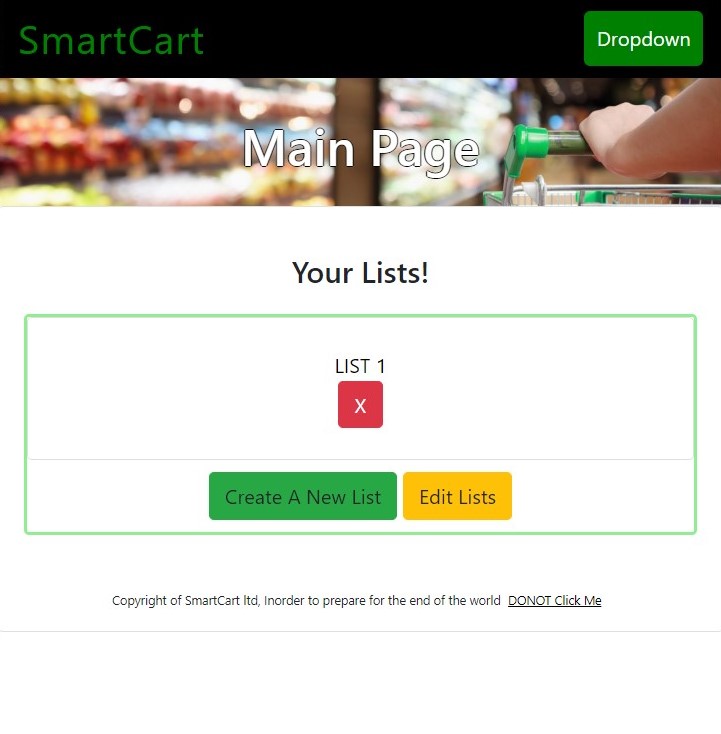 SmartCart
Dropdown
Main Page
Your Lists!
LIST 1
X
Create A New List
Edit Lists
Copyright of SmartCart ltd, Inorder to prepare for the end of the world DONOT Click Me